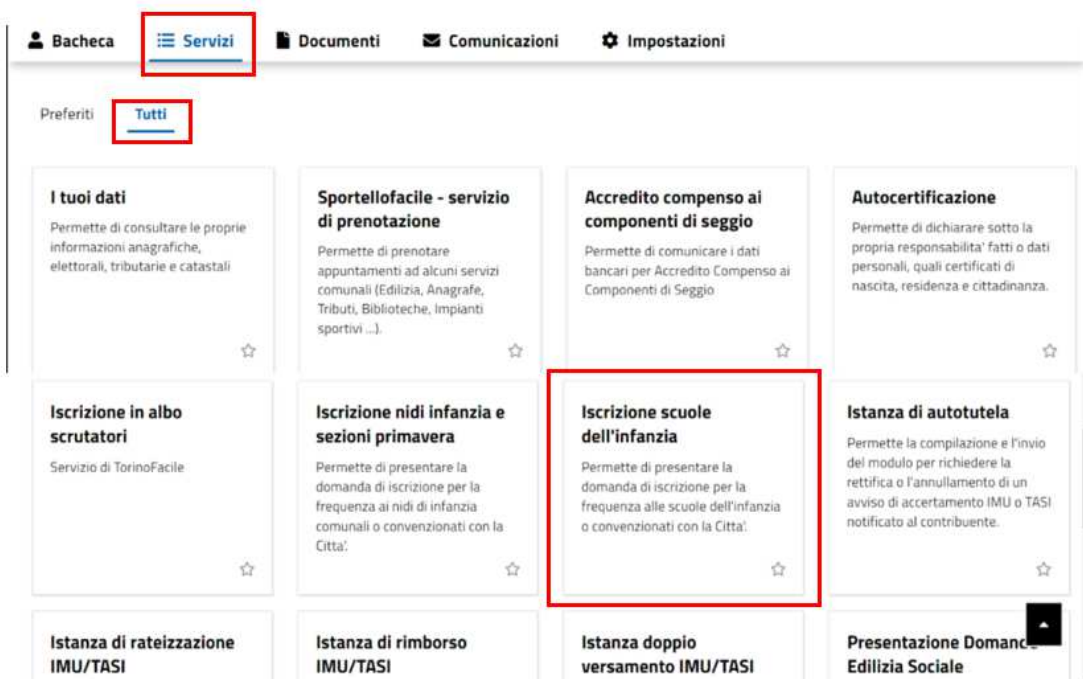 Bacheca Servizi Documenti Comunicazioni Impostazioni
Preferiti Tutti
I tuoi dati
Permette di consultare le proprie
informazioni anagrafiche,
elettorali, tributarie e catastali
Sportellofacile - servizio
di prenotazione
Permette di prenotare
appuntamenti ad alcuni servizi
comunali (Edilizia, Anagrafe,
Tributi, Biblioteche, Impianti
sportivi ...).
Accredito compenso ai
componenti di seggio
Permette di comunicare i dati
bancari per Accredito Compenso ai
Componenti di Seggio
Autocertificazione
Permette di dichiarare sotto la
propria responsabilita' fatti o dati
personali, quali certificati di
nascita, residenza e cittadinanza.
Iscrizione in albo
scrutatori
Servizio di TorinoFacile
Iscrizione nidi infanzia e
sezioni primavera
Permette di presentare la
domanda di iscrizione per la
frequenza ai nidi di infanzia
comunali o convenzionati con la
Citta'.
Iscrizione scuole
dell'infanzia
Permette di presentare la
domanda di iscrizione per la
frequenza alle scuole dell'infanzia
o convenzionati con la Citta'.
Istanza di autotutela
Permette la compilazione e l'invio
del modulo per richiedere la
rettifica o l'annullamento di un
avviso di accertamento IMU o TASI
notificato al contribuente.
Istanza di rateizzazione
IMU/TASI
Istanza di rimborso
IMU/TASI
Istanza doppio
versamento IMU/TASI
Presentazione
Edilizia Sociale